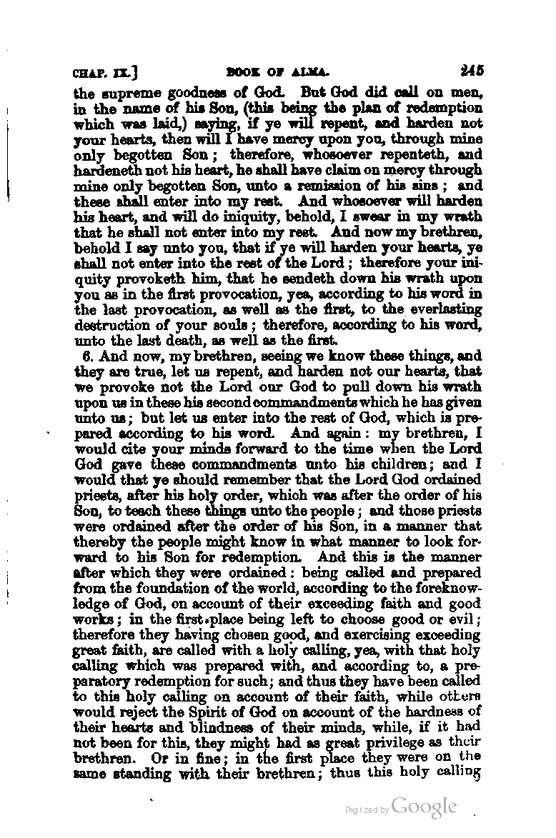 CHAP. IX.] BOOK OF ALMA. 245
the supreme goodness of God. But God did call on men,
in the name of his Son, (this being the plan of redemption
which was laid,) saying, if ye will repent, and harden not
your hearts, then will I have mercy upon you, through mine
only begotten Son; therefore, whosoever repenteth, and
hardeneth not his heart, he shall have claim on mercy through
mine only begotten Son, unto a remission of his sins; and
these shall enter into my rest. And whosoever will harden
his heart, and will do iniquity, behold, I swear in my wrath
that he shall not enter into my rest. And now my brethren,
behold I say unto you, that if ye will harden your hearts, ye
shall not enter into the rest of the Lord; therefore your ini-
quity provoketh him, that he sendeth down his wrath upon
you as in the first provocation, yea, according to his word in
the last provocation, as well as the first, to the everlasting
destruction of your souls; therefore, according to his word,
unto the last death, as well as the first.
6. And now, my brethren, seeing we know these things, and
they are true, let us repent, and harden not our hearts, that
we provoke not the Lord our God to pull down his wrath
upon us in these his second commandments which he has given
unto us; but let us enter into the rest of God, which is pre-
pared according to his word. And again: my brethren, I
would cite your minds forward to the time when the Lord
God gave these commandments unto his children; and I
would that ye should remember that the Lord God ordained
priests, after his holy order, which was after the order of his
Son, to teach these things unto the people; and those priests
were ordained after the order of his Son, in a manner that
thereby the people might know in what manner to look for-
ward to his Son for redemption. And this is the manner
after which they were ordained: being called and prepared
from the foundation of the world, according to the foreknow-
ledge of God, on account of their exceeding faith and good
works; in the first place being left to choose good or evil;
therefore they having chosen good, and exercising exceeding
great faith, are called with a holy calling, yea, with that holy
calling which was prepared with, and according to, a pre-
paratory redemption for such; and thus they have been called
to this holy calling on account of their faith, while others
would reject the Spirit of God on account of the hardness of
their hearts and blindness of their minds, while, if it had
not been for this, they might had as great privilege as their
brethren. Or in fine; in the first place they were on the
same standing with their brethren; thus this holy calling
Digitized by Google